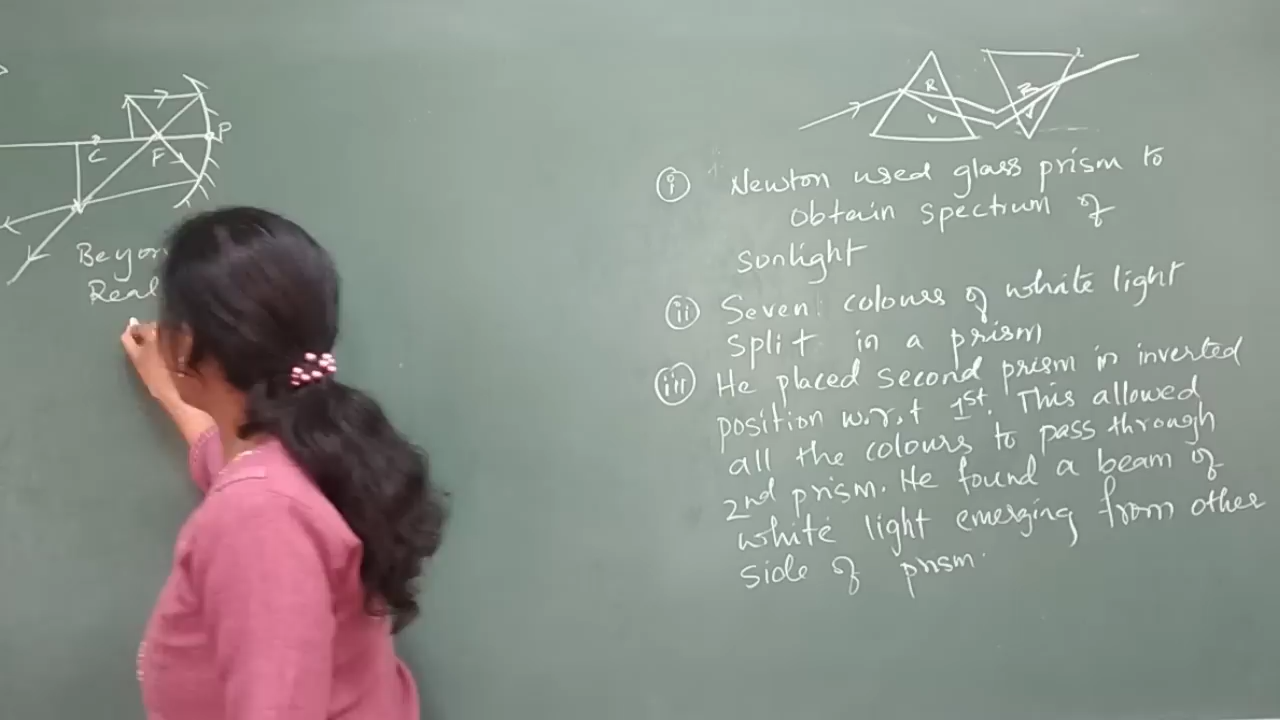 C F P
Real
R V
(i) Newton used glass prism to
obtain spectrum of
sunlight
(ii) Seven colours of white light
split in a prism
(iii) He placed second prism in inverted
position w.r.t 1st. This allowed
all the colours to pass through
2nd prism. He found a beam of
white light emerging from other
side of prism.